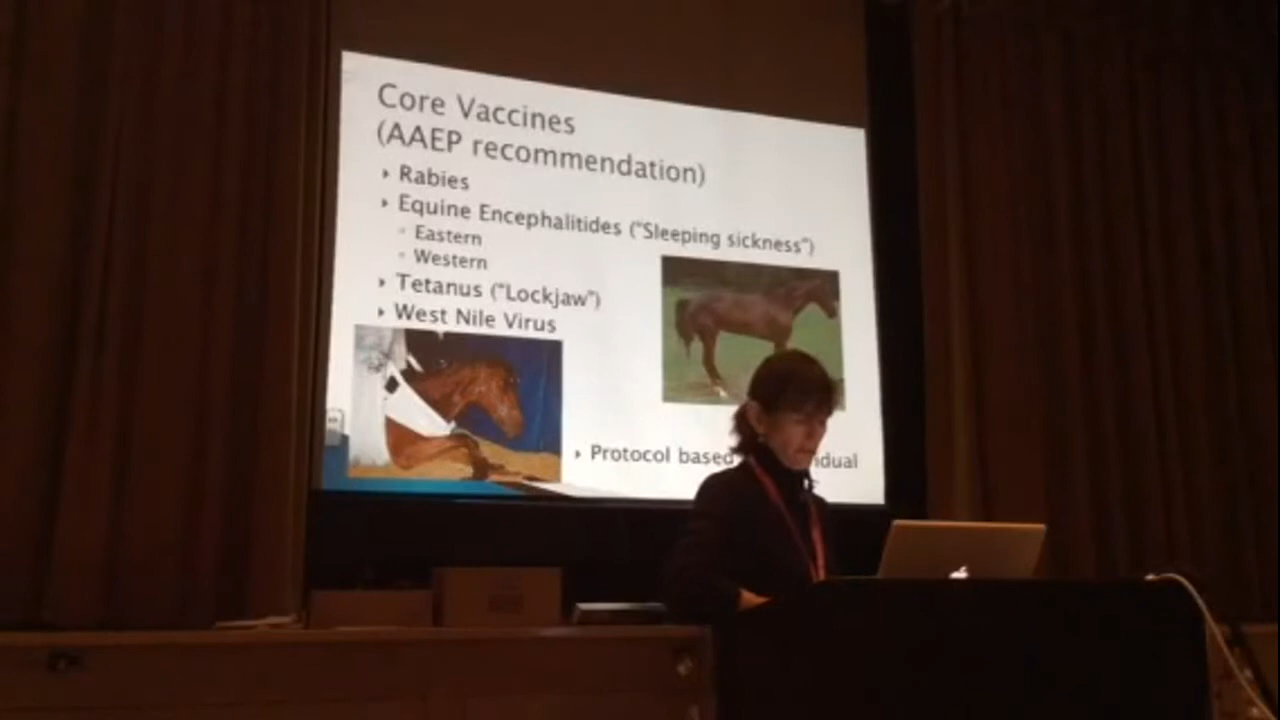 Core Vaccines
(AAEP recommendation)
Rabies
Equine Encephalitides ("Sleeping sickness")
Eastern
Western
Tetanus ("Lockjaw")
West Nile Virus
Protocol based